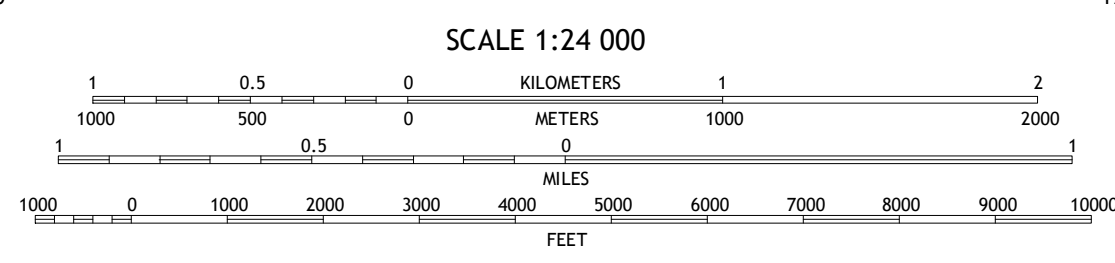 SCALE 1:24 000
1 0.5 0 KILOMETERS 1 2
1000 500 0 METERS 1000 2000
1 0.5 0 1
MILES
1000 0 1000 2000 3000 4000 5000 6000 7000 8000 9000 10000
FEET